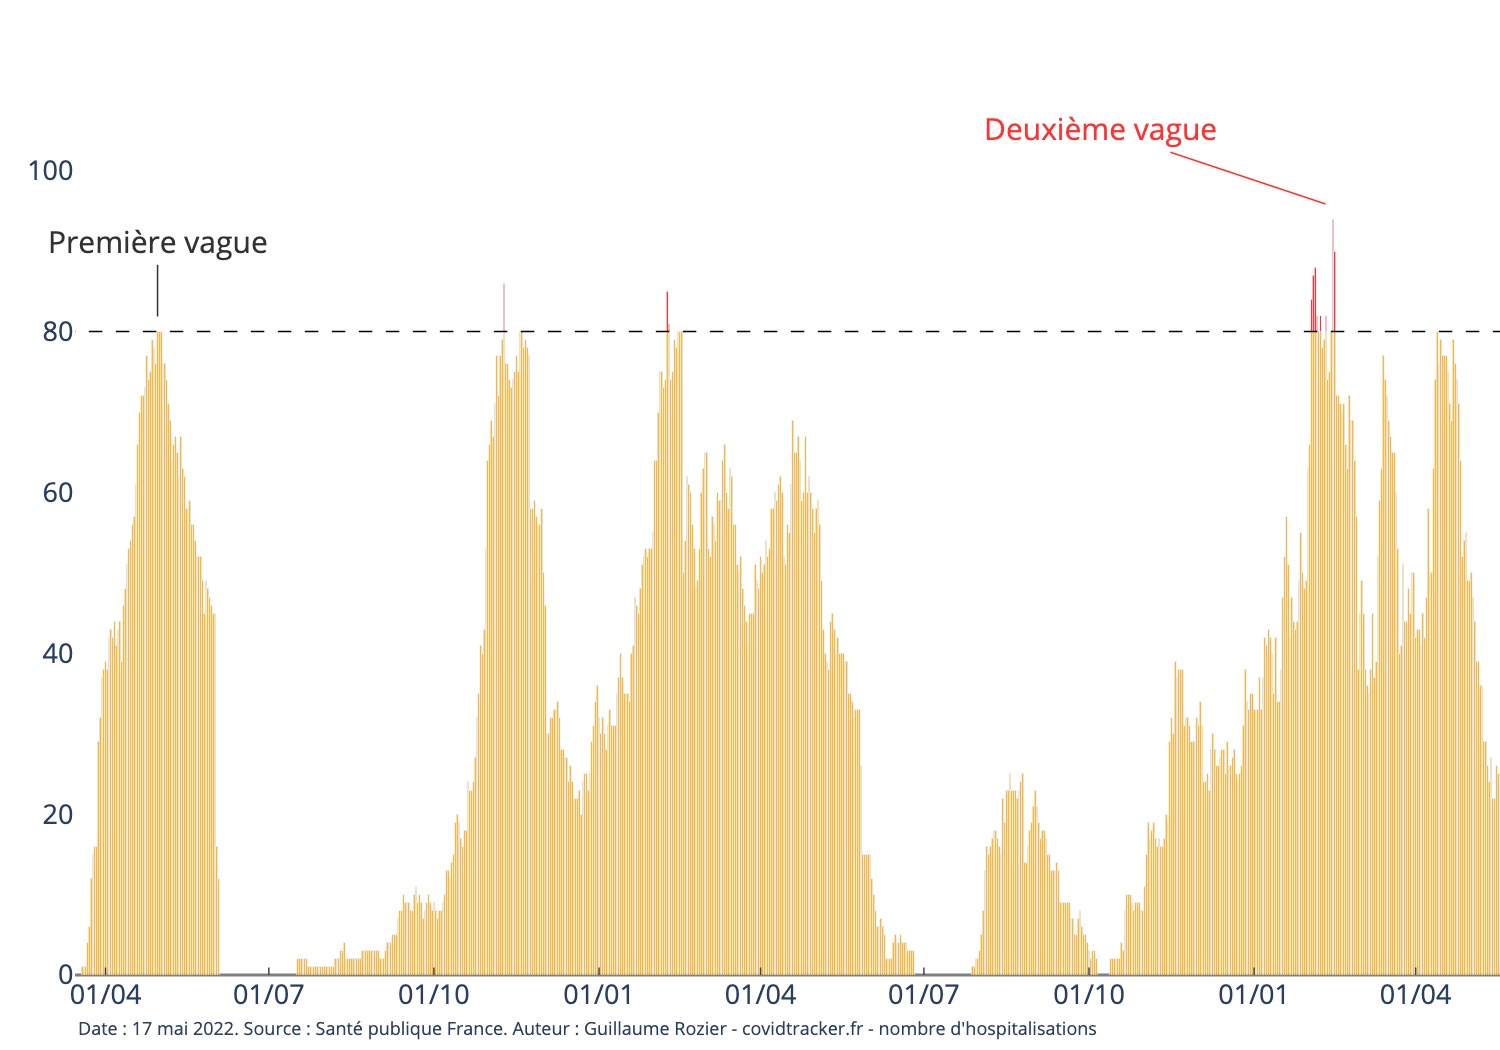 Deuxième vague
100
Première vague
80
60
40
20
0
01/04 01/07 01/10 01/01 01/04 01/07 01/10 01/01 01/04
Date : 17 mai 2022. Source : Santé publique France. Auteur : Guillaume Rozier - covidtracker.fr - nombre d'hospitalisations